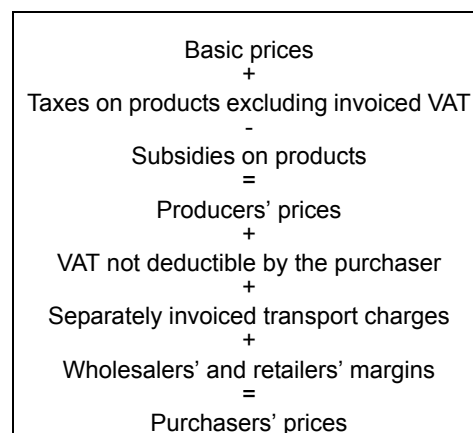 Basic prices
+
Taxes on products excluding invoiced VAT
-
Subsidies on products
=
Producers’ prices
+
VAT not deductible by the purchaser
+
Separately invoiced transport charges
+
Wholesalers’ and retailers’ margins
=
Purchasers’ prices